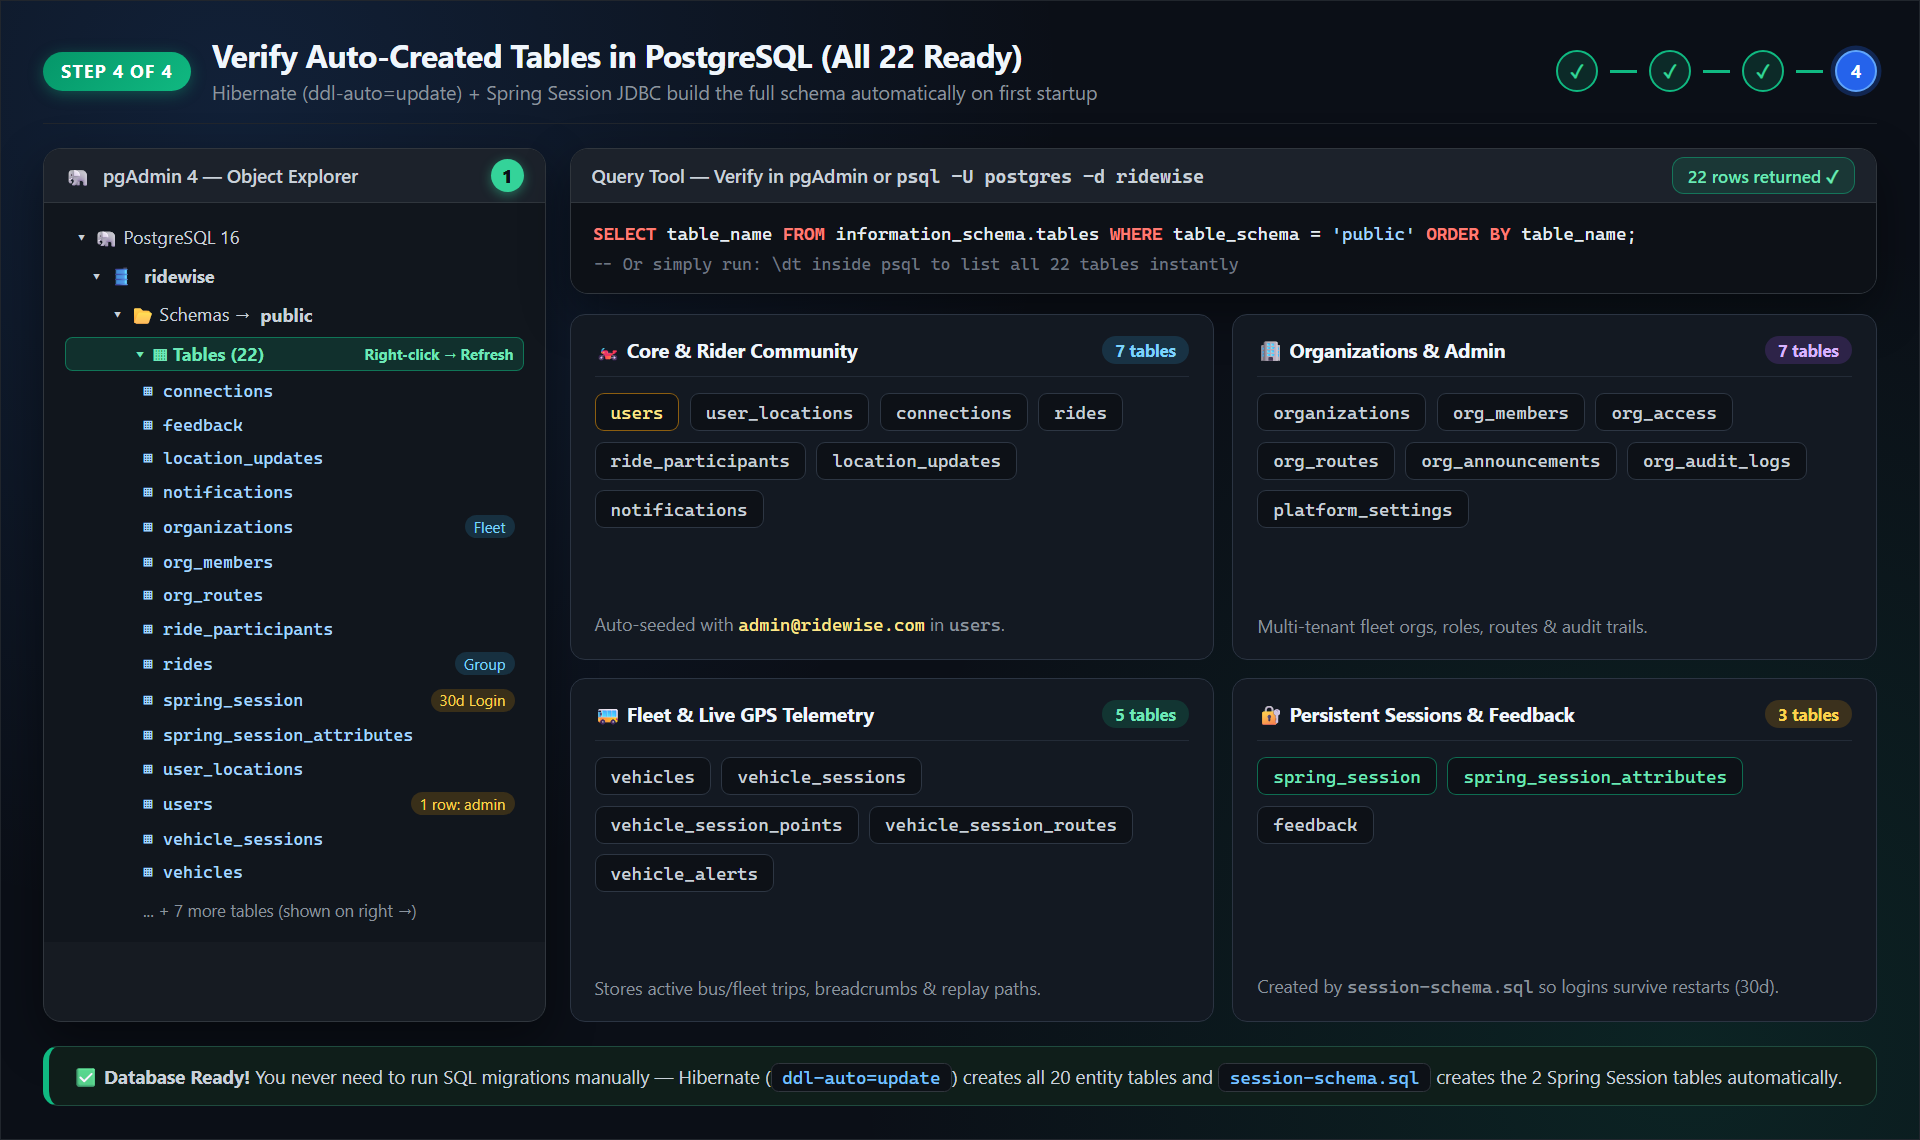 STEP 4 OF 4
Verify Auto-Created Tables in PostgreSQL (All 22 Ready)
Hibernate (ddl-auto=update) + Spring Session JDBC build the full schema automatically on first startup
✓ ✓ ✓ 4
pgAdmin 4 — Object Explorer
1
▾ PostgreSQL 16
▾ ridewise
▾ Schemas → public
▾ Tables (22) Right-click → Refresh
connections
feedback
location_updates
notifications
organizations Fleet
org_members
org_routes
ride_participants
rides Group
spring_session 30d Login
spring_session_attributes
user_locations
users 1 row: admin
vehicle_sessions
vehicles
... + 7 more tables (shown on right →)
Query Tool — Verify in pgAdmin or psql -U postgres -d ridewise
22 rows returned ✓
SELECT table_name FROM information_schema.tables WHERE table_schema = 'public' ORDER BY table_name;
-- Or simply run: \dt inside psql to list all 22 tables instantly
Core & Rider Community 7 tables
users user_locations connections rides
ride_participants location_updates
notifications
Auto-seeded with admin@ridewise.com in users.
Organizations & Admin 7 tables
organizations org_members org_access
org_routes org_announcements org_audit_logs
platform_settings
Multi-tenant fleet orgs, roles, routes & audit trails.
Fleet & Live GPS Telemetry 5 tables
vehicles vehicle_sessions
vehicle_session_points vehicle_session_routes
vehicle_alerts
Stores active bus/fleet trips, breadcrumbs & replay paths.
Persistent Sessions & Feedback 3 tables
spring_session spring_session_attributes
feedback
Created by session-schema.sql so logins survive restarts (30d).
✅ Database Ready! You never need to run SQL migrations manually — Hibernate (ddl-auto=update) creates all 20 entity tables and session-schema.sql creates the 2 Spring Session tables automatically.